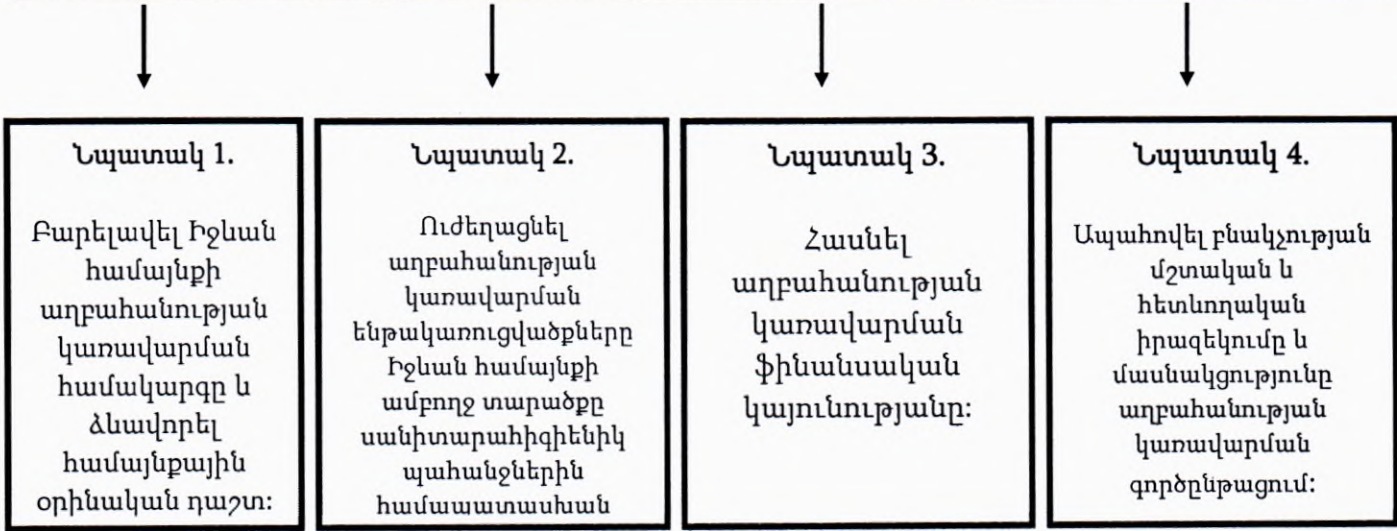 Նպատակ 1.
Բարելավել Իջևան
համայնքի
աղբահանության
կառավարման
համակարգը և
ձևավորել
համայնքային
օրինական դաշտ:
Նպատակ 2.
Ուժեղացնել
աղբահանության
կառավարման
ենթակառուցվածքները
Իջևան համայնքի
ամբողջ տարածքը
սանիտարահիգիենիկ
պահանջներին
համապատասխան
Նպատակ 3.
Հասնել
աղբահանության
կառավարման
ֆինանսական
կայունությանը:
Նպատակ 4.
Ապահովել բնակչության
մշտական և
հետևողական
իրազեկումը և
մասնակցությունը
աղբահանության
կառավարման
գործընթացում: